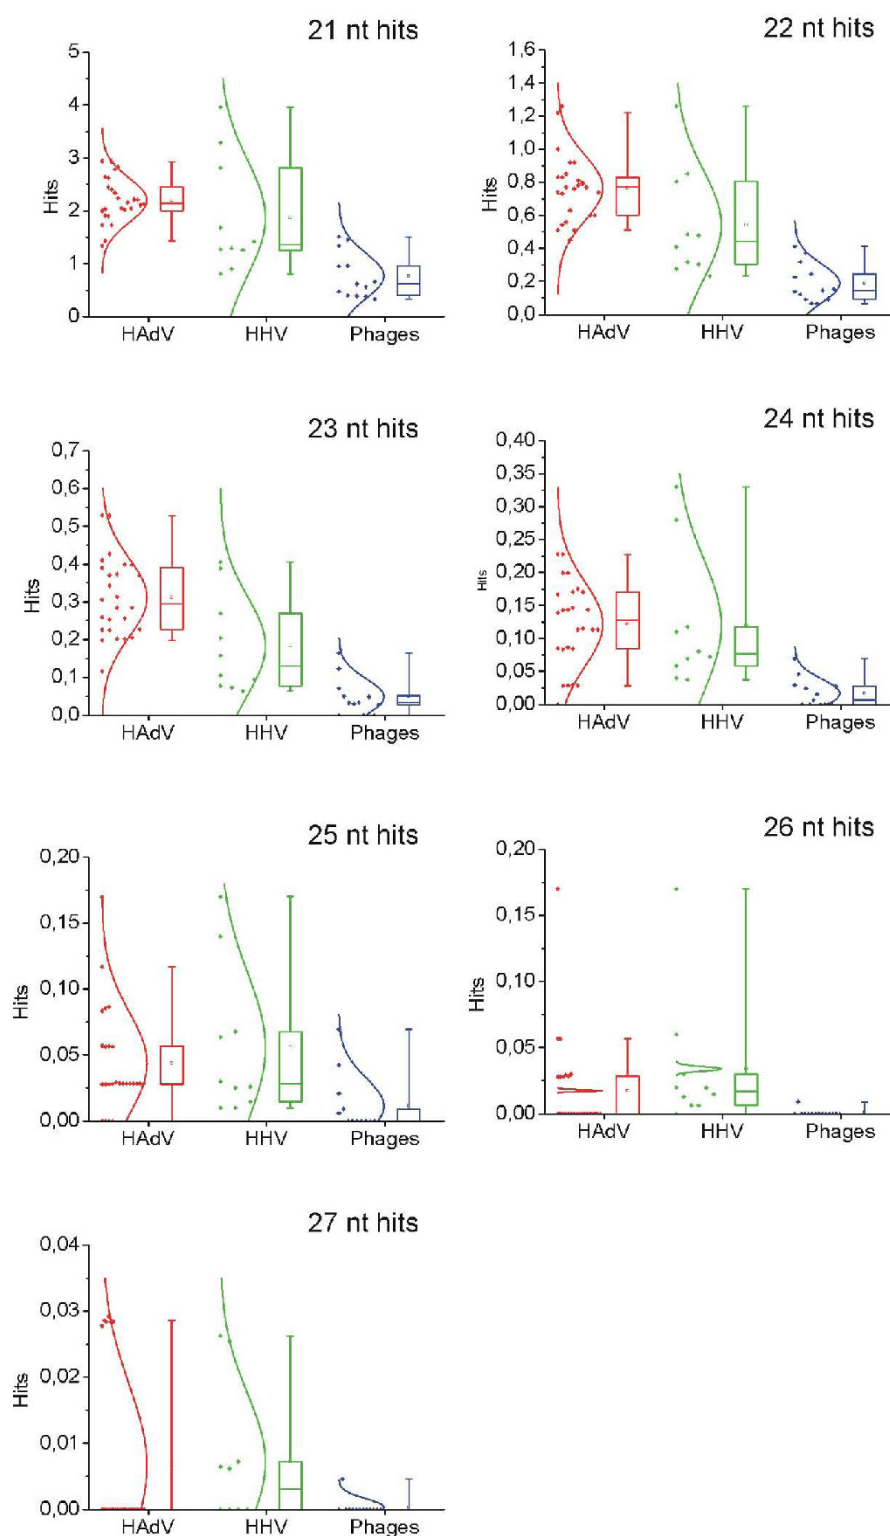 21 nt hits
5
4
3
2
1
0
Hits
HAdV HHV Phages
22 nt hits
1,6
1,4
1,2
1,0
0,8
0,6
0,4
0,2
0,0
Hits
HAdV HHV Phages
23 nt hits
0,7
0,6
0,5
0,4
0,3
0,2
0,1
0,0
Hits
HAdV HHV Phages
24 nt hits
0,40
0,35
0,30
0,25
0,20
0,15
0,10
0,05
0,00
Hits
HAdV HHV Phages
25 nt hits
0,20
0,15
0,10
0,05
0,00
Hits
HAdV HHV Phages
26 nt hits
0,20
0,15
0,10
0,05
0,00
Hits
HAdV HHV Phages
27 nt hits
0,04
0,03
0,02
0,01
0,00
Hits
HAdV HHV Phages